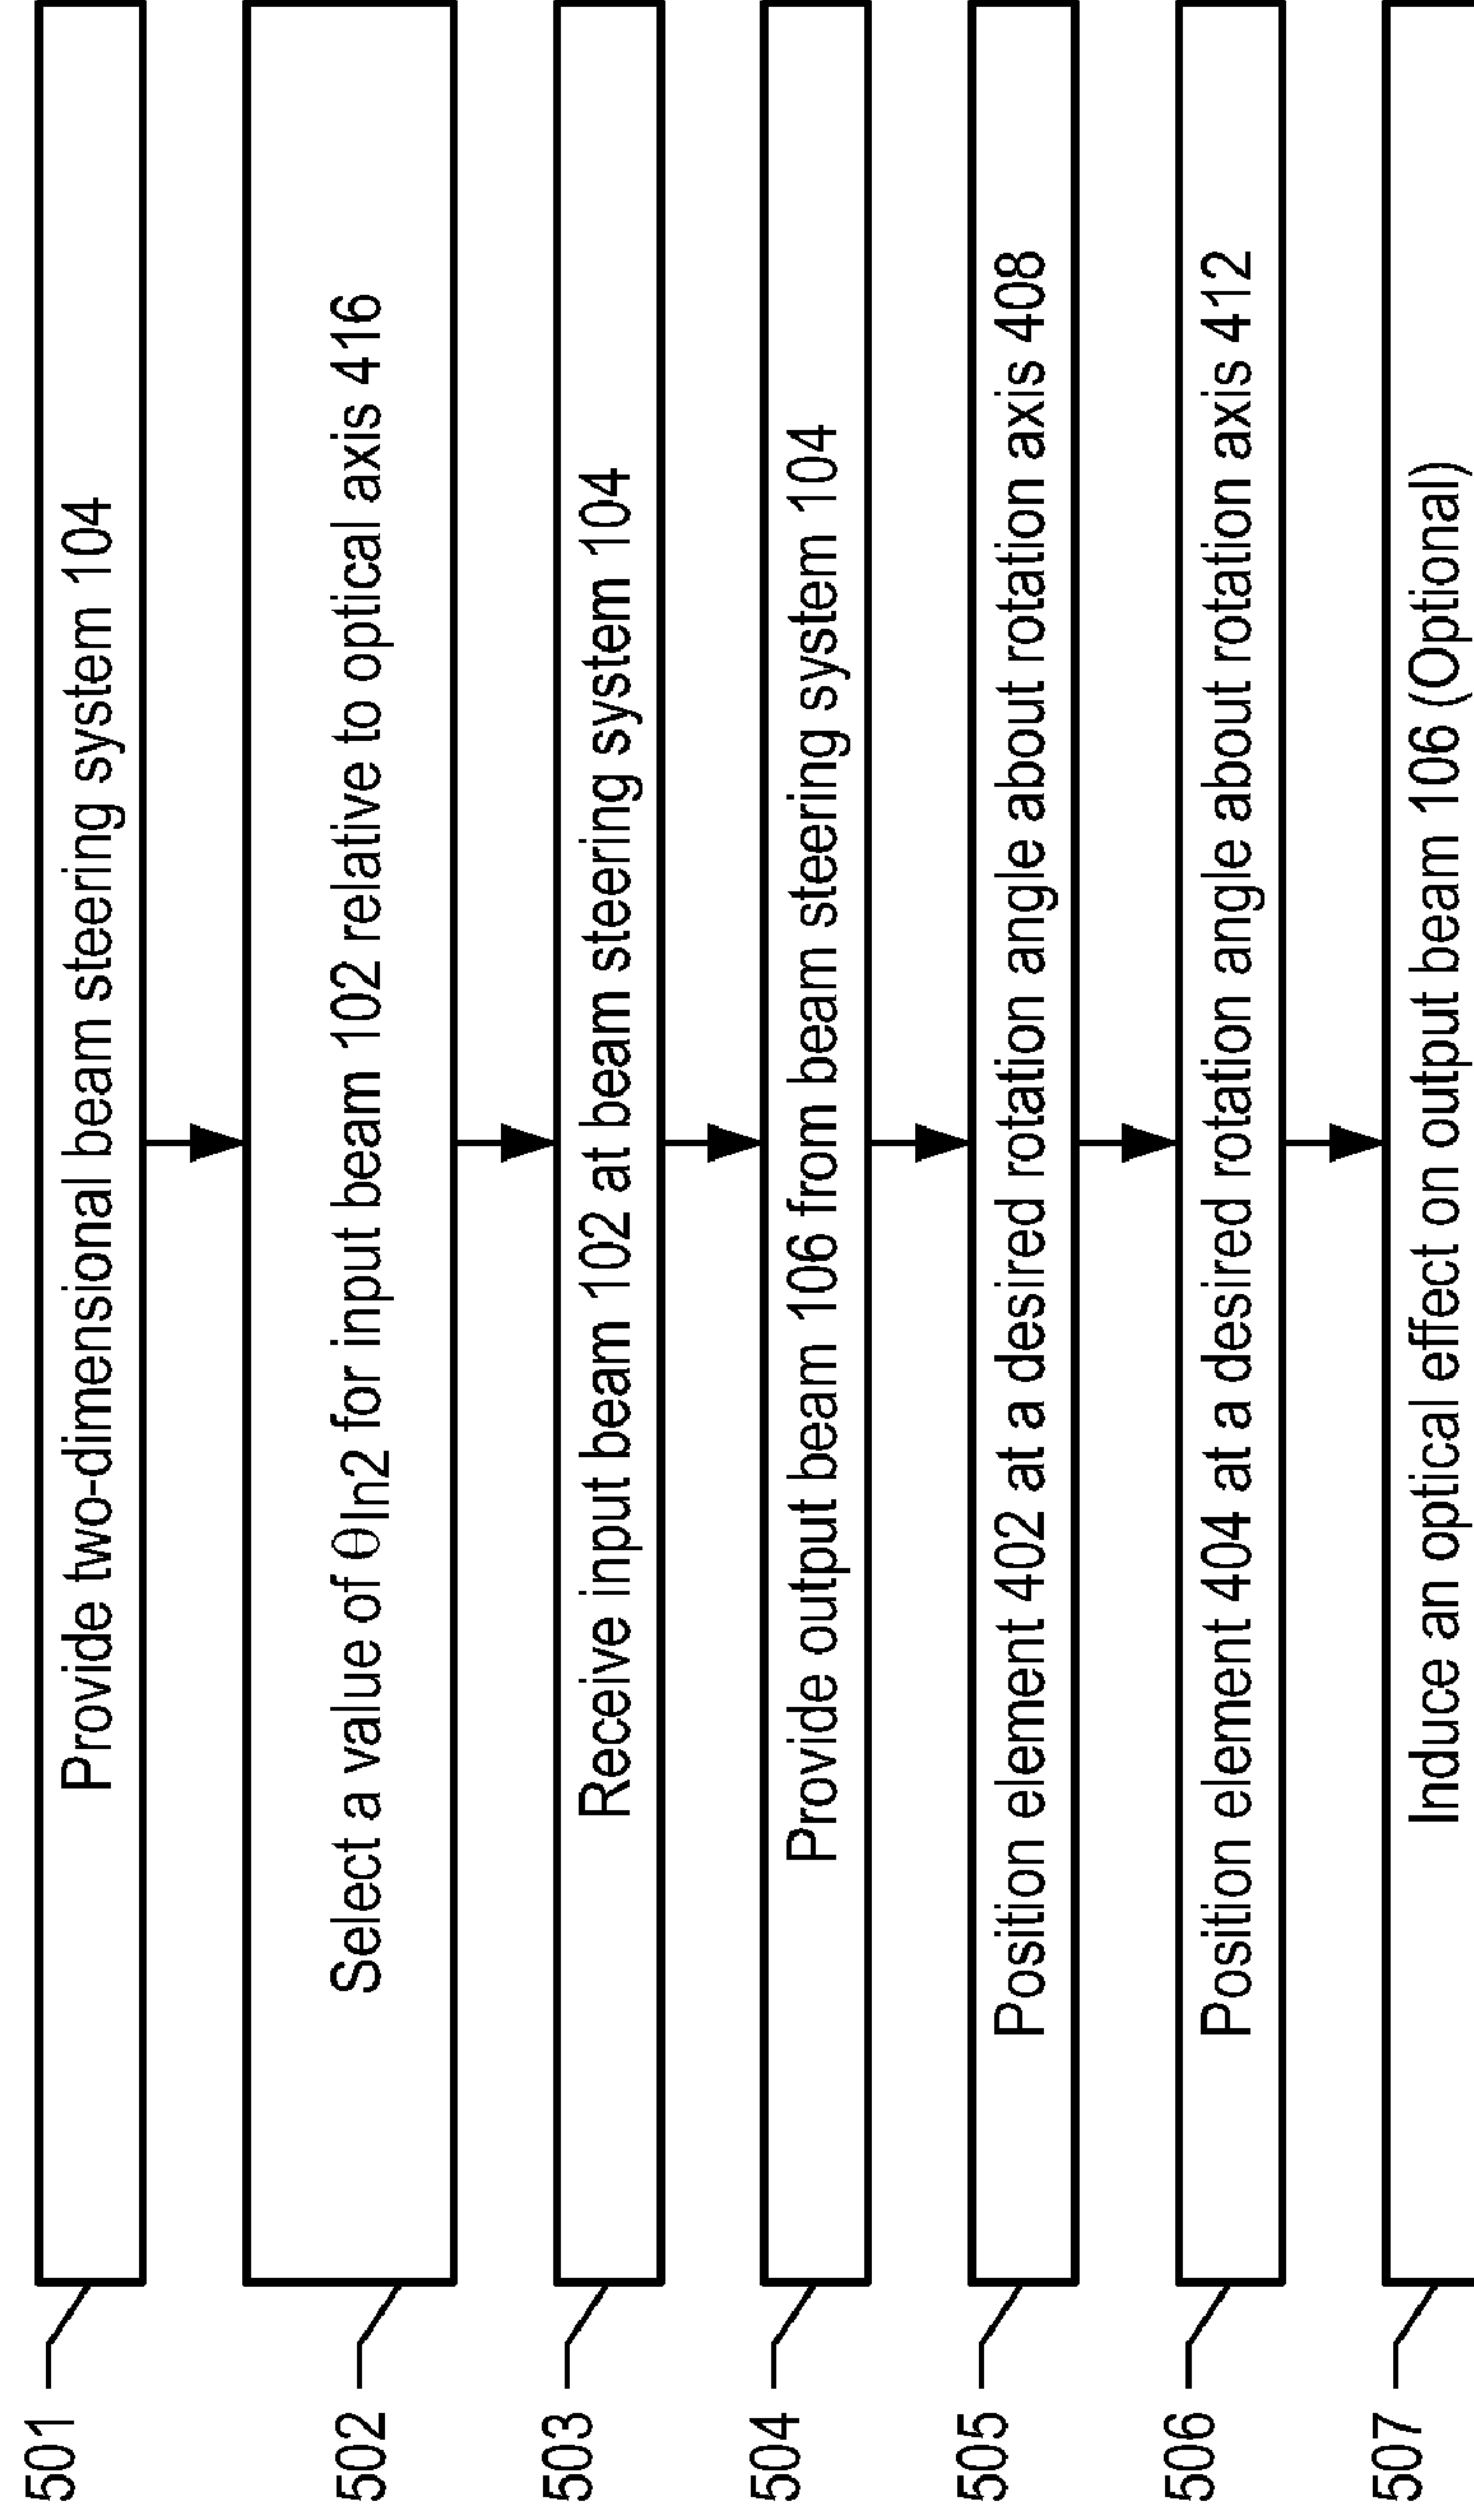 501
Provide two-dimensional beam steering system 104
502
Select a value of θIn2 for input beam 102 relative to optical axis 416
503
Receive input beam 102 at beam steering system 104
504
Provide output beam 106 from beam steering system 104
505
Position element 402 at a desired rotation angle about rotation axis 408
506
Position element 404 at a desired rotation angle about rotation axis 412
507
Induce an optical effect on output beam 106 (Optional)